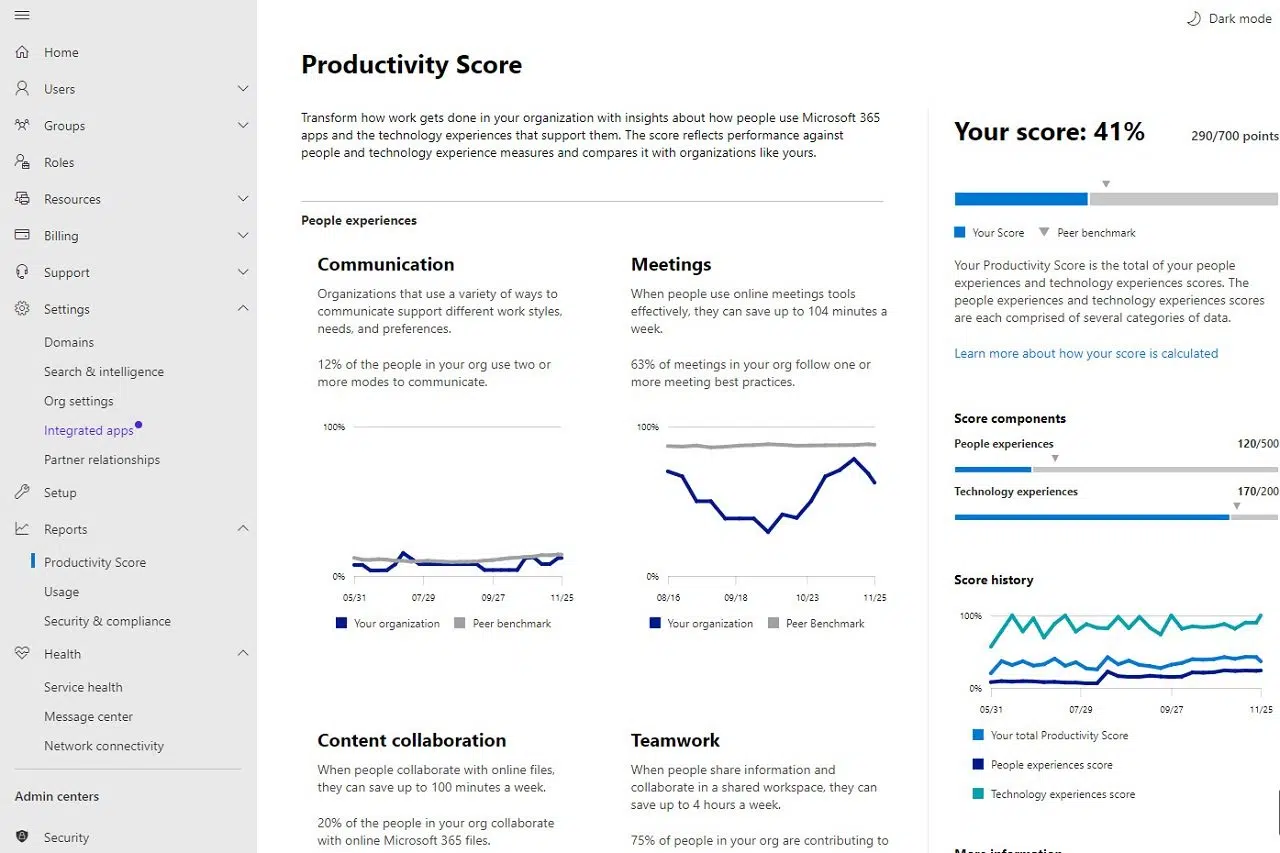 Dark mode
Home
Users
Groups
Roles
Resources
Billing
Support
Settings
Domains
Search & intelligence
Org settings
Integrated apps
Partner relationships
Setup
Reports
Productivity Score
Usage
Security & compliance
Health
Service health
Message center
Network connectivity
Admin centers
Security
Productivity Score
Transform how work gets done in your organization with insights about how people use Microsoft 365
apps and the technology experiences that support them. The score reflects performance against
people and technology experience measures and compares it with organizations like yours.
People experiences
Communication
Organizations that use a variety of ways to
communicate support different work styles,
needs, and preferences.
12% of the people in your org use two or
more modes to communicate.
100%
0%
05/31 07/29 09/27 11/25
Your organization Peer benchmark
Meetings
When people use online meetings tools
effectively, they can save up to 104 minutes a
week.
63% of meetings in your org follow one or
more meeting best practices.
100%
0%
08/16 09/18 10/23 11/25
Your organization Peer Benchmark
Content collaboration
When people collaborate with online files,
they can save up to 100 minutes a week.
20% of the people in your org collaborate
with online Microsoft 365 files.
Teamwork
When people share information and
collaborate in a shared workspace, they can
save up to 4 hours a week.
75% of people in your org are contributing to
Your score: 41% 290/700 points
Your Score Peer benchmark
Your Productivity Score is the total of your people
experiences and technology experiences scores. The
people experiences and technology experiences scores
are each comprised of several categories of data.
Learn more about how your score is calculated
Score components
People experiences 120/500
Technology experiences 170/200
Score history
100%
0%
05/31 07/29 09/27 11/25
Your total Productivity Score
People experiences score
Technology experiences score
More information